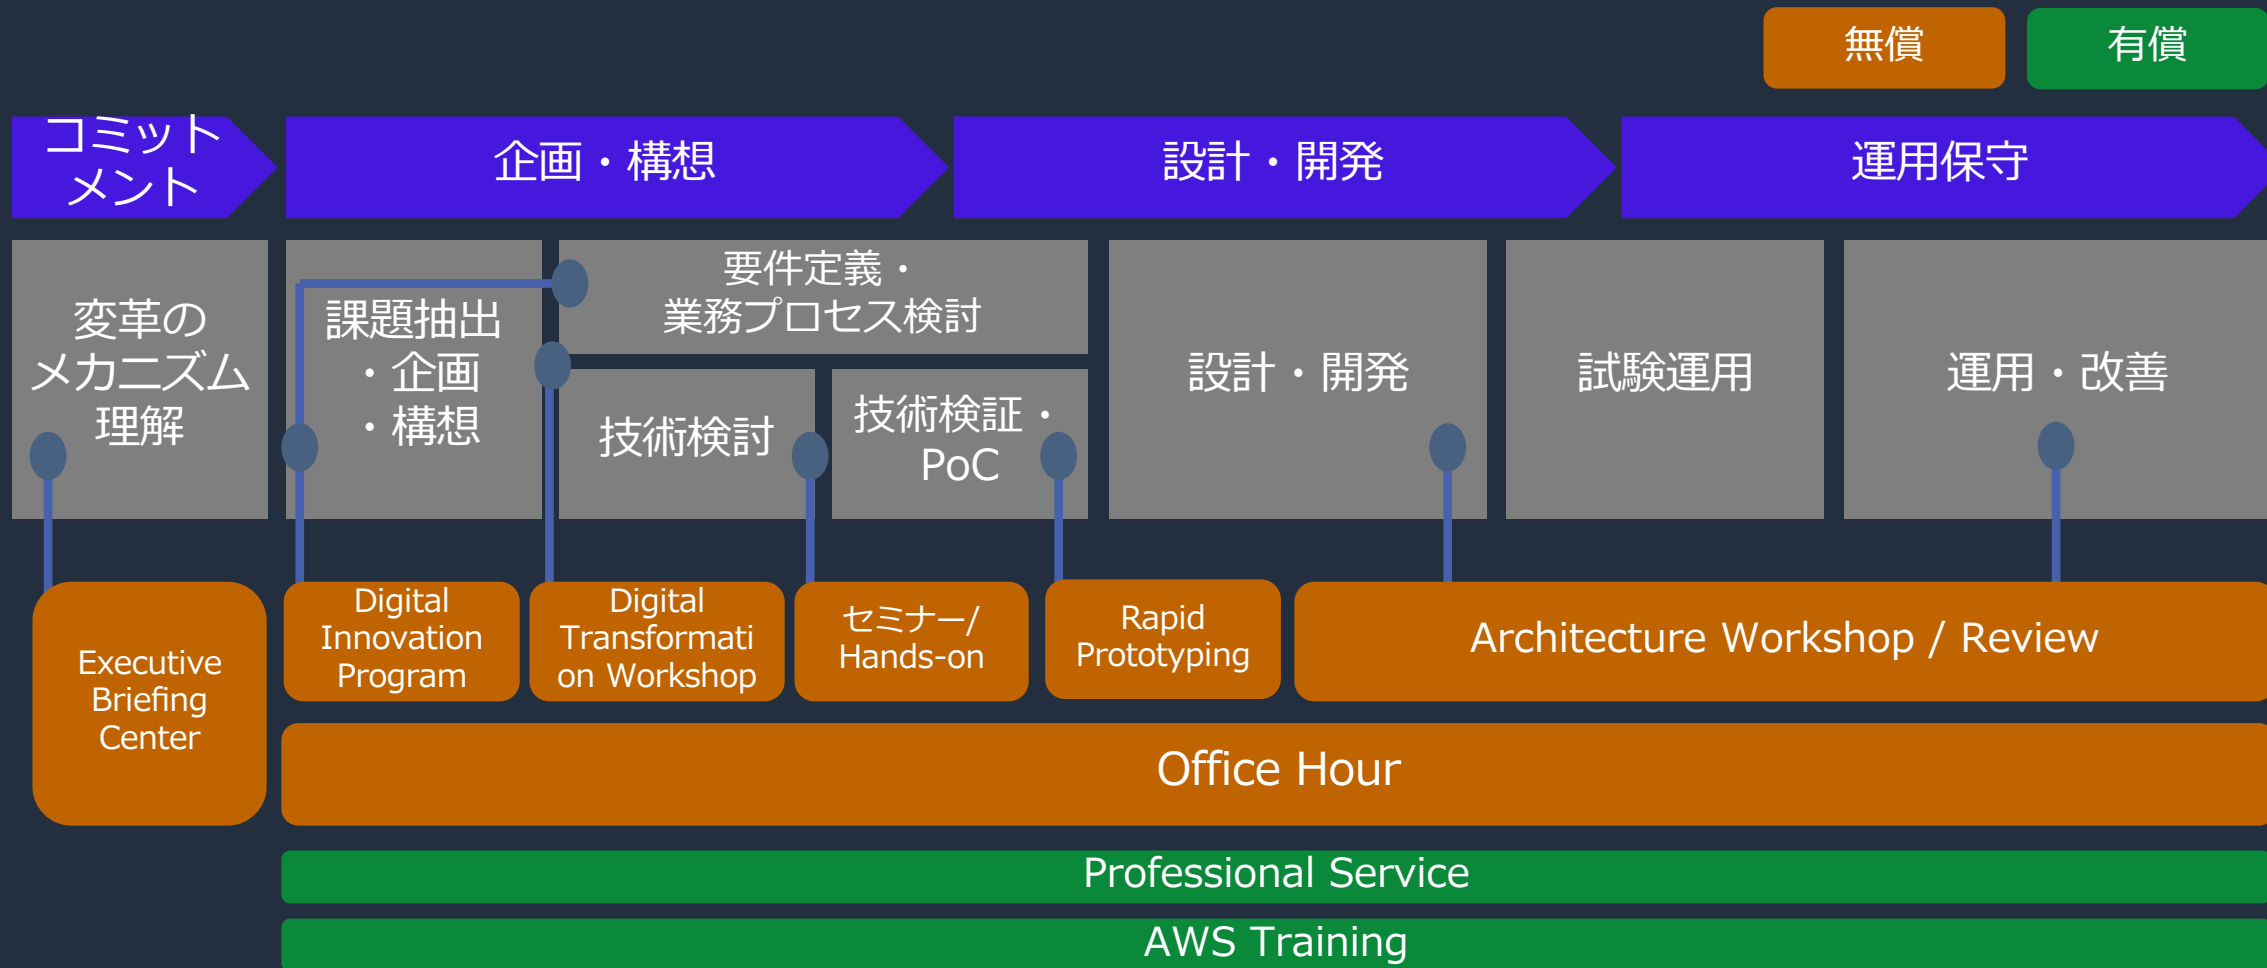 無償
有償
コミット
メント
企画・構想
設計・開発
運用保守
変革の
メカニズム
理解
課題抽出
・企画
・構想
要件定義・
業務プロセス検討
技術検討
技術検証・
PoC
設計・開発
試験運用
運用・改善
Executive
Briefing
Center
Digital
Innovation
Program
Digital
Transformati
on Workshop
セミナー/
Hands-on
Rapid
Prototyping
Architecture Workshop / Review
Office Hour
Professional Service
AWS Training